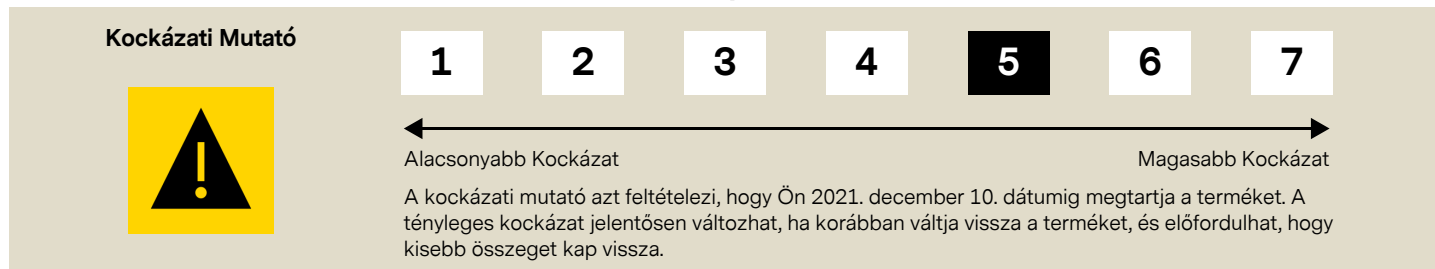 Kockázati Mutató
1 2 3 4 5 6 7
Alacsonyabb Kockázat Magasabb Kockázat
A kockázati mutató azt feltételezi, hogy Ön 2021. december 10. dátumig megtartja a terméket. A
tényleges kockázat jelentősen változhat, ha korábban váltja vissza a terméket, és előfordulhat, hogy
kisebb összeget kap vissza.